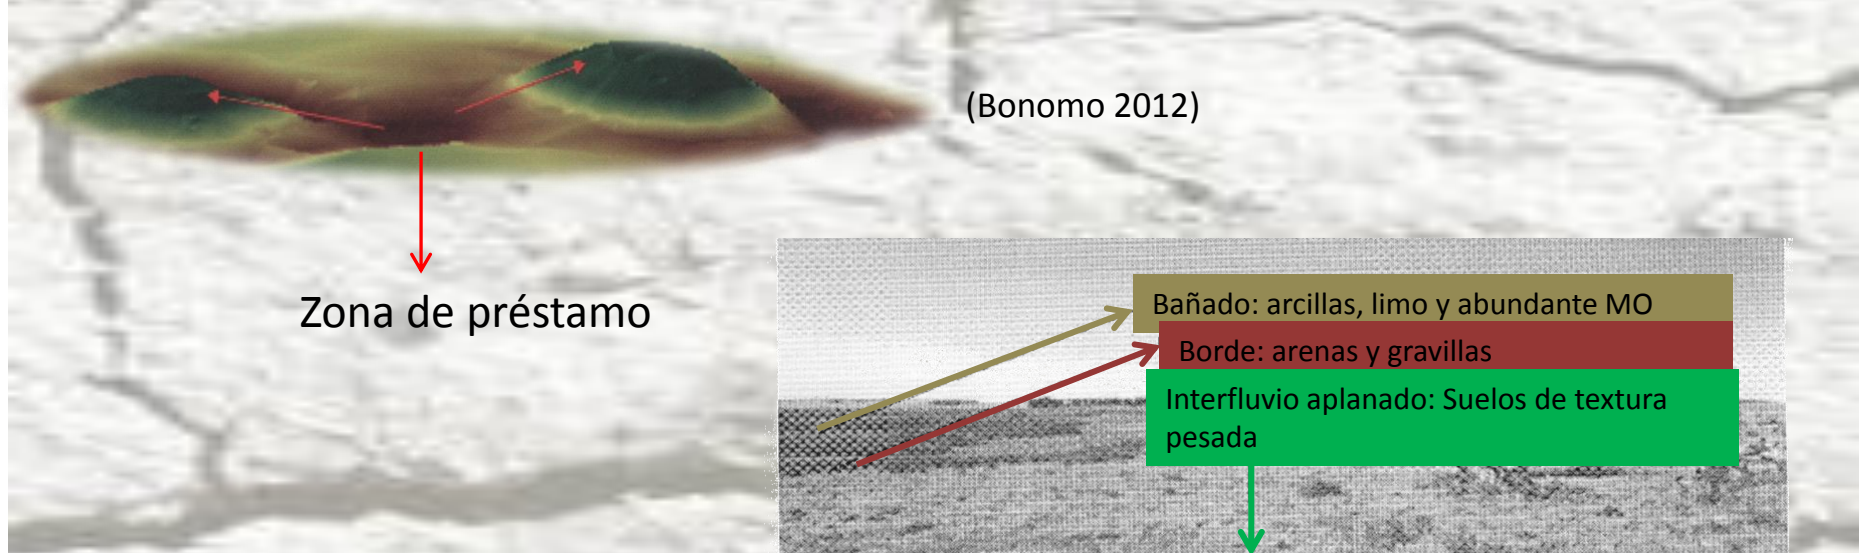 (Bonomo 2012)
Zona de préstamo
Bañado: arcillas, limo y abundante MO
Borde: arenas y gravillas
Interfluvio aplanado: Suelos de textura
pesada